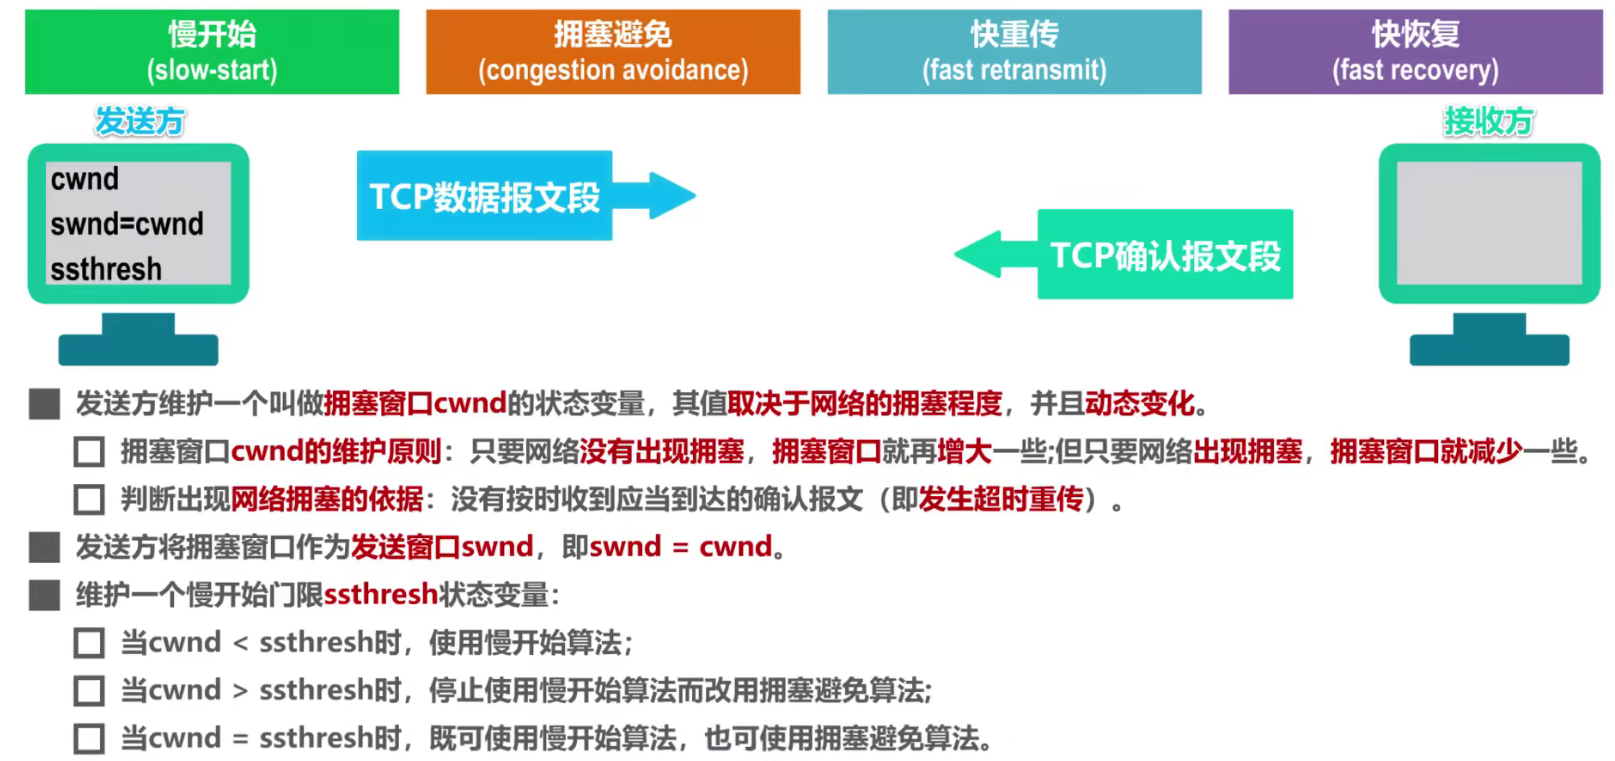 慢开始
(slow-start)
拥塞避免
(congestion avoidance)
快重传
(fast retransmit)
快恢复
(fast recovery)
发送方
接收方
cwnd
swnd=cwnd
ssthresh
TCP数据报文段
TCP确认报文段
发送方维护一个叫做拥塞窗口cwnd的状态变量，其值取决于网络的拥塞程度，并且动态变化。
拥塞窗口cwnd的维护原则：只要网络没有出现拥塞，拥塞窗口就再增大一些;但只要网络出现拥塞，拥塞窗口就减少一些。
判断出现网络拥塞的依据：没有按时收到应当到达的确认报文（即发生超时重传）。
发送方将拥塞窗口作为发送窗口swnd，即swnd = cwnd。
维护一个慢开始门限ssthresh状态变量：
当cwnd < ssthresh时，使用慢开始算法；
当cwnd > ssthresh时，停止使用慢开始算法而改用拥塞避免算法;
当cwnd = ssthresh时，既可使用慢开始算法，也可使用拥塞避免算法。